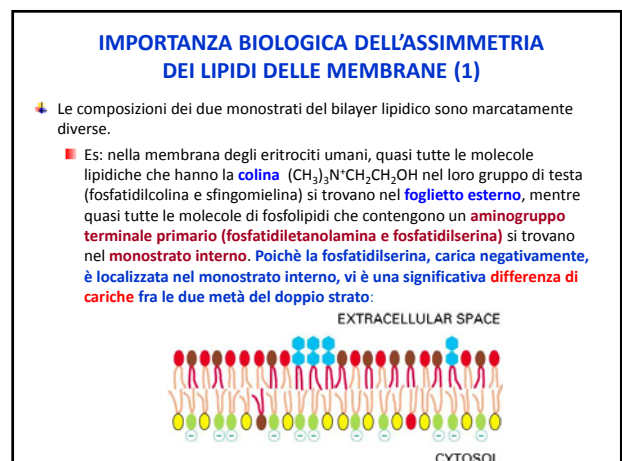 IMPORTANZA BIOLOGICA DELL'ASSIMMETRIA
DEI LIPIDI DELLE MEMBRANE (1)
Le composizioni dei due monostrati del bilayer lipidico sono marcatamente
diverse.
Es: nella membrana degli eritrociti umani, quasi tutte le molecole
lipidiche che hanno la colina (CH₃)₃N⁺CH₂CH₂OH nel loro gruppo di testa
(fosfatidilcolina e sfingomielina) si trovano nel foglietto esterno, mentre
quasi tutte le molecole di fosfolipidi che contengono un aminogruppo
terminale primario (fosfatidiletanolamina e fosfatidilserina) si trovano
nel monostrato interno. Poichè la fosfatidilserina, carica negativamente,
è localizzata nel monostrato interno, vi è una significativa differenza di
cariche fra le due metà del doppio strato:
EXTRACELLULAR SPACE
CYTOSOL